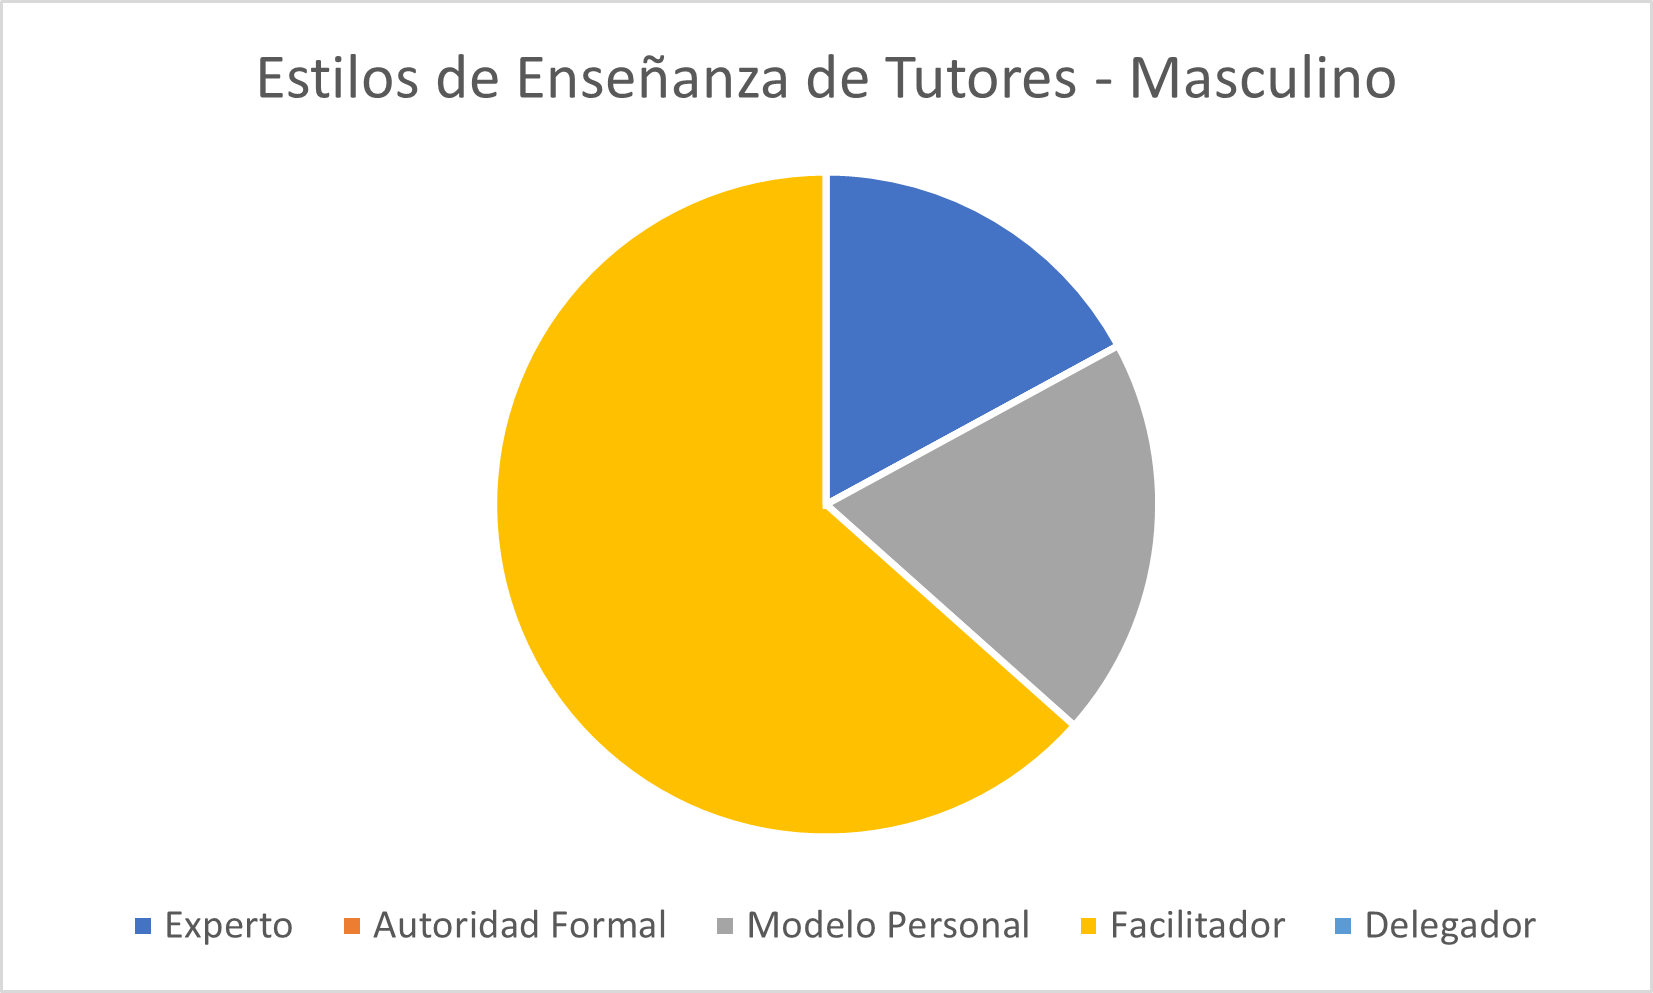 Estilos de Enseñanza de Tutores - Masculino
Experto Autoridad Formal Modelo Personal Facilitador Delegador